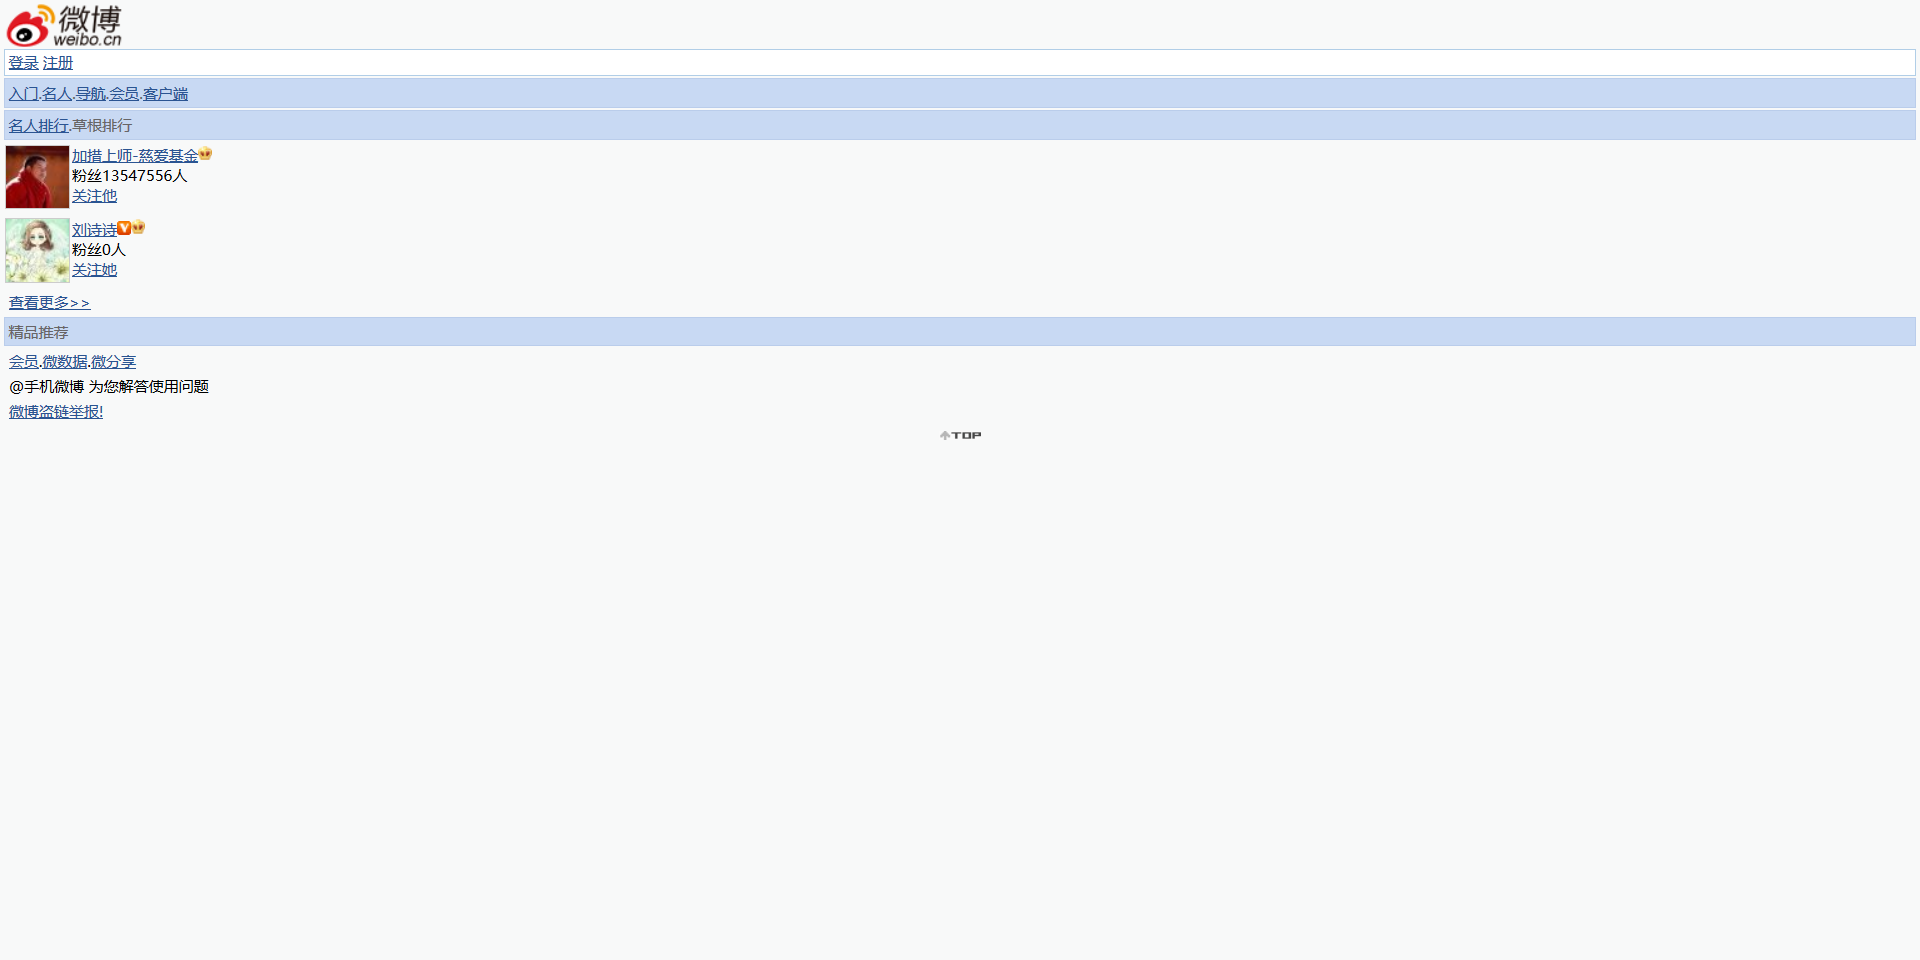 微博
weibo.cn
登录 注册
入门.名人.导航.会员.客户端
名人排行.草根排行
加措上师-慈爱基金
粉丝13547556人
关注他
刘诗诗
粉丝0人
关注她
查看更多>>
精品推荐
会员.微数据.微分享
@手机微博 为您解答使用问题
微博盗链举报!
TOP